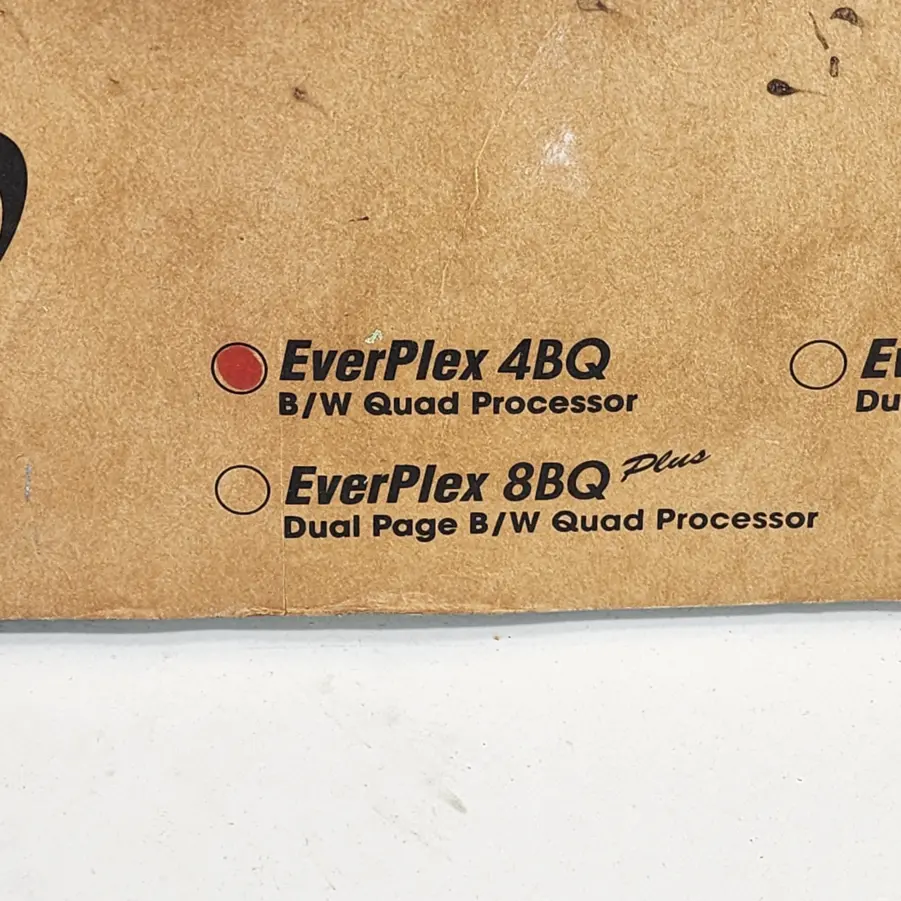 EverPlex 4BQ
B/W Quad Processor
EverPlex 8BQ Plus
Dual Page B/W Quad Processor